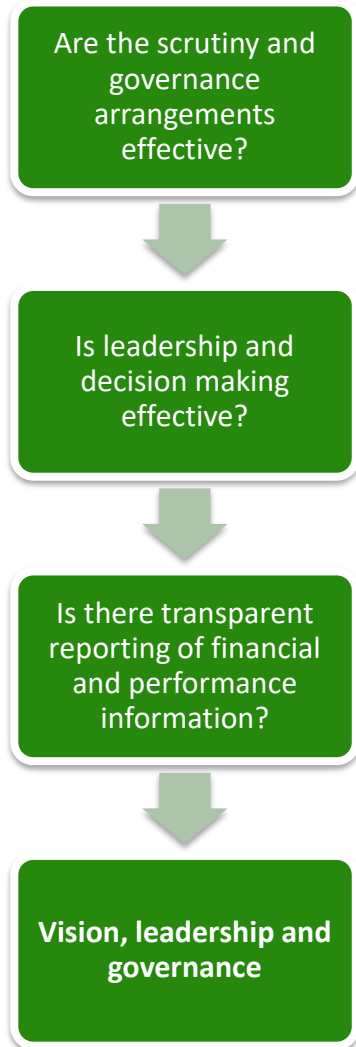 Are the scrutiny and
governance
arrangements
effective?
Is leadership and
decision making
effective?
Is there transparent
reporting of financial
and performance
information?
Vision, leadership and
governance